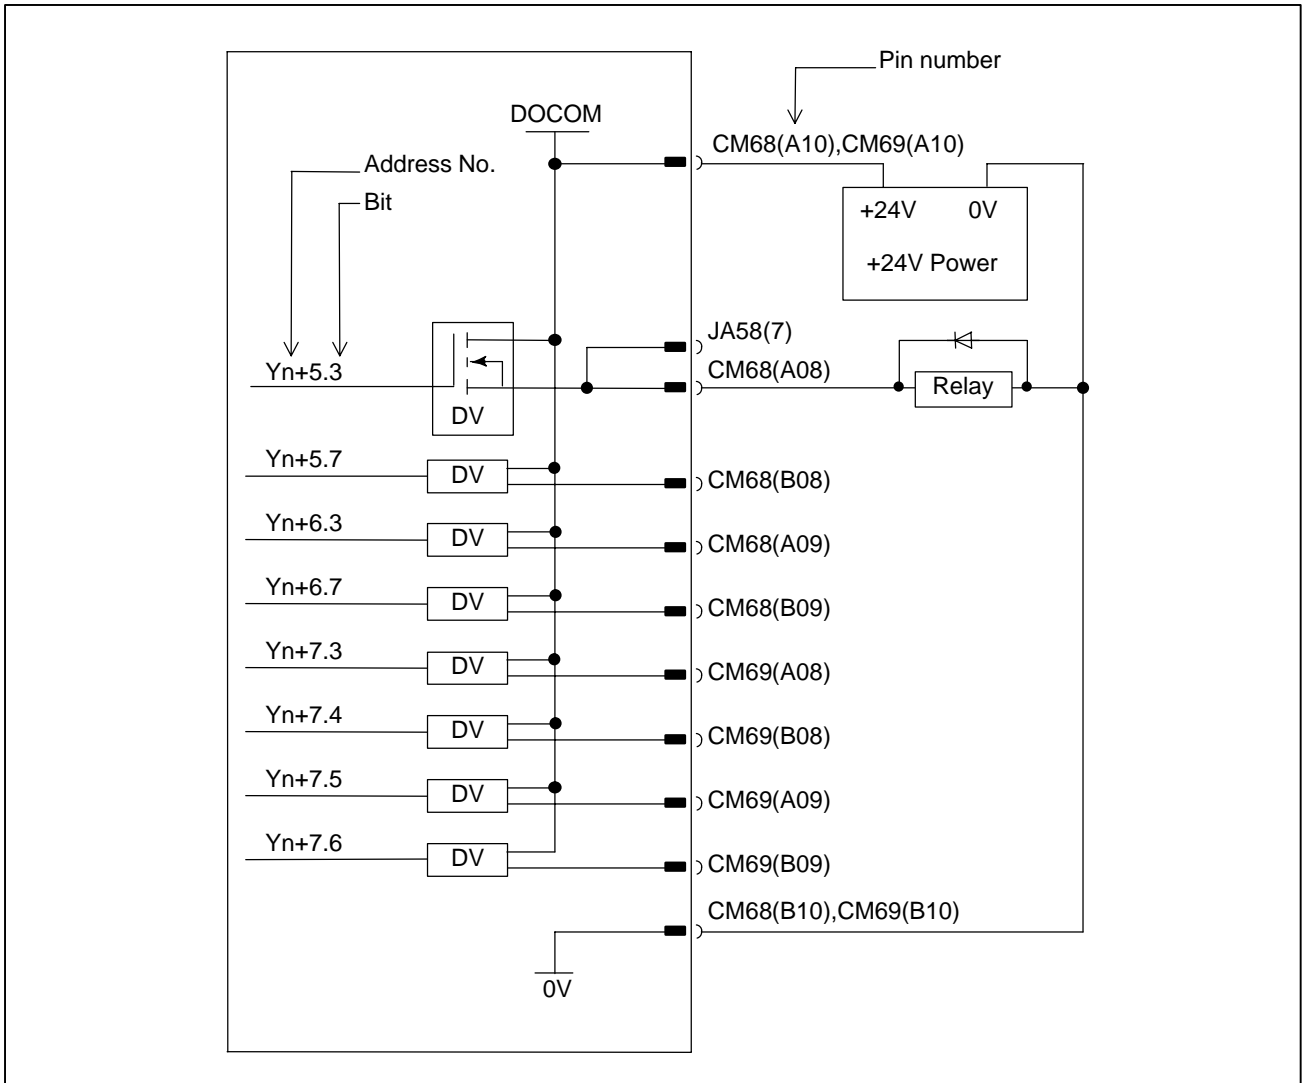 Pin number
DOCOM
CM68(A10),CM69(A10)
Address No.
Bit
+24V 0V
+24V Power
JA58(7)
Yn+5.3
CM68(A08)
Relay
DV
Yn+5.7
DV
CM68(B08)
Yn+6.3
DV
CM68(A09)
Yn+6.7
DV
CM68(B09)
Yn+7.3
DV
CM69(A08)
Yn+7.4
DV
CM69(B08)
Yn+7.5
DV
CM69(A09)
Yn+7.6
DV
CM69(B09)
CM68(B10),CM69(B10)
0V